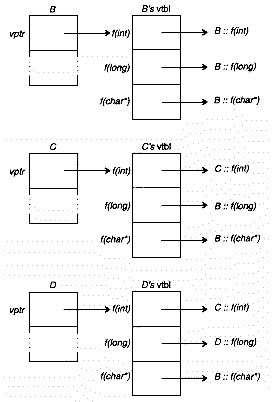 B B's vtbl
vptr f(int) B :: f(int)
f(long) B :: f(long)
f(char*) B :: f(char*)
C C's vtbl
vptr f(int) C :: f(int)
f(long) B :: f(long)
f(char*) B :: f(char*)
D D's vtbl
vptr f(int) C :: f(int)
f(long) D :: f(long)
f(char*) B :: f(char*)